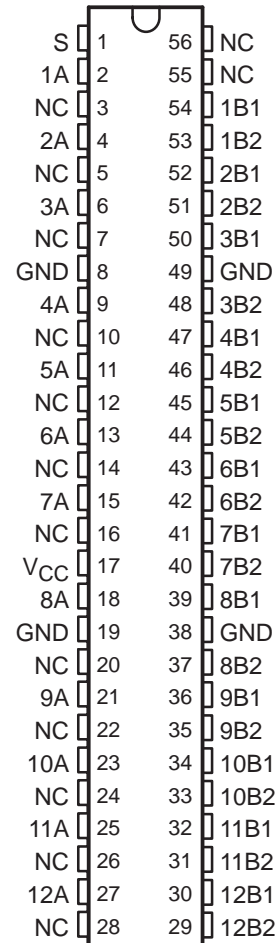 S 1 56 NC
1A 2 55 NC
NC 3 54 1B1
2A 4 53 1B2
NC 5 52 2B1
3A 6 51 2B2
NC 7 50 3B1
GND 8 49 GND
4A 9 48 3B2
NC 10 47 4B1
5A 11 46 4B2
NC 12 45 5B1
6A 13 44 5B2
NC 14 43 6B1
7A 15 42 6B2
NC 16 41 7B1
VCC 17 40 7B2
8A 18 39 8B1
GND 19 38 GND
NC 20 37 8B2
9A 21 36 9B1
NC 22 35 9B2
10A 23 34 10B1
NC 24 33 10B2
11A 25 32 11B1
NC 26 31 11B2
12A 27 30 12B1
NC 28 29 12B2